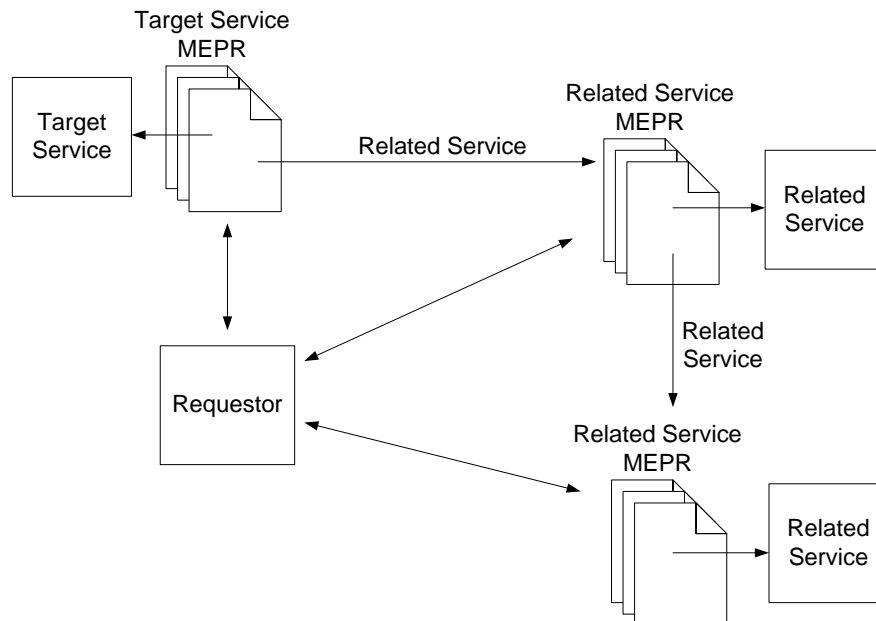 Target Service
MEPR
Target
Service
Related Service
Related Service
MEPR
Related
Service
Related
Service
Requestor
Related Service
MEPR
Related
Service